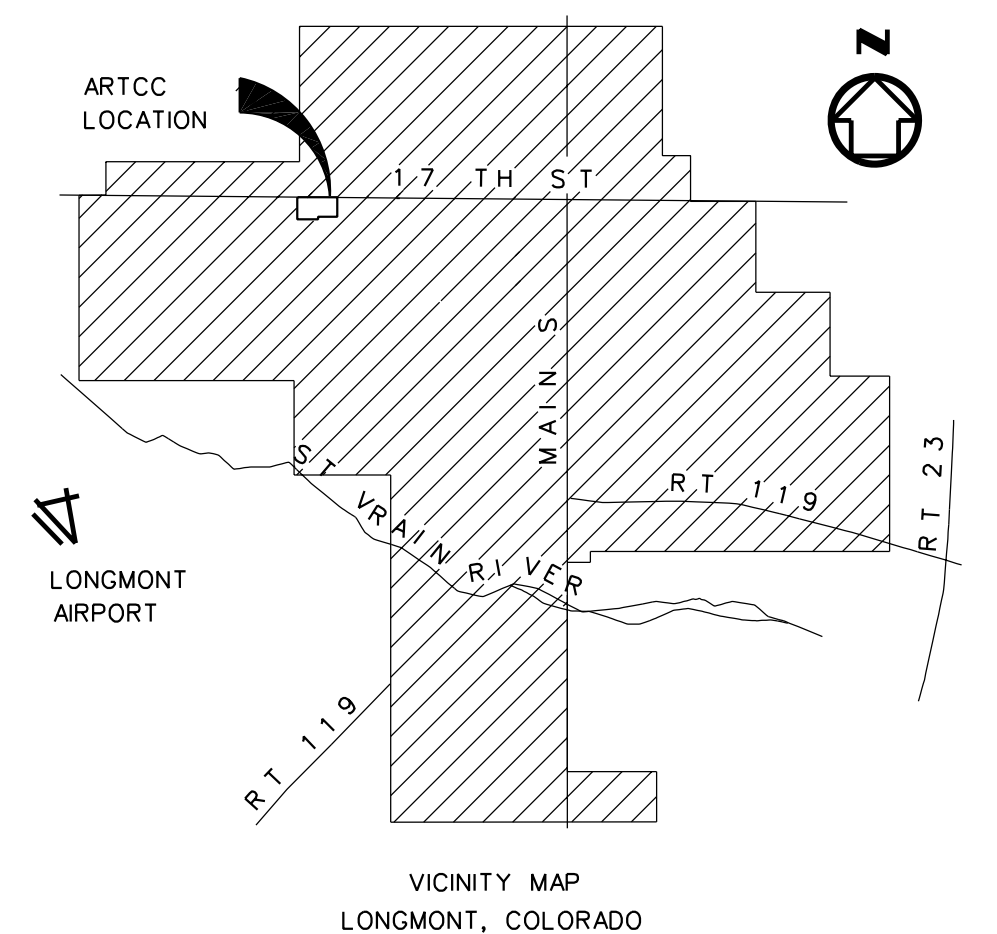 N
ARTCC
LOCATION
17 TH ST
MAIN S
ST VRAIN RIVER
RT 119
RT 23
LONGMONT
AIRPORT
RT 119
VICINITY MAP
LONGMONT, COLORADO